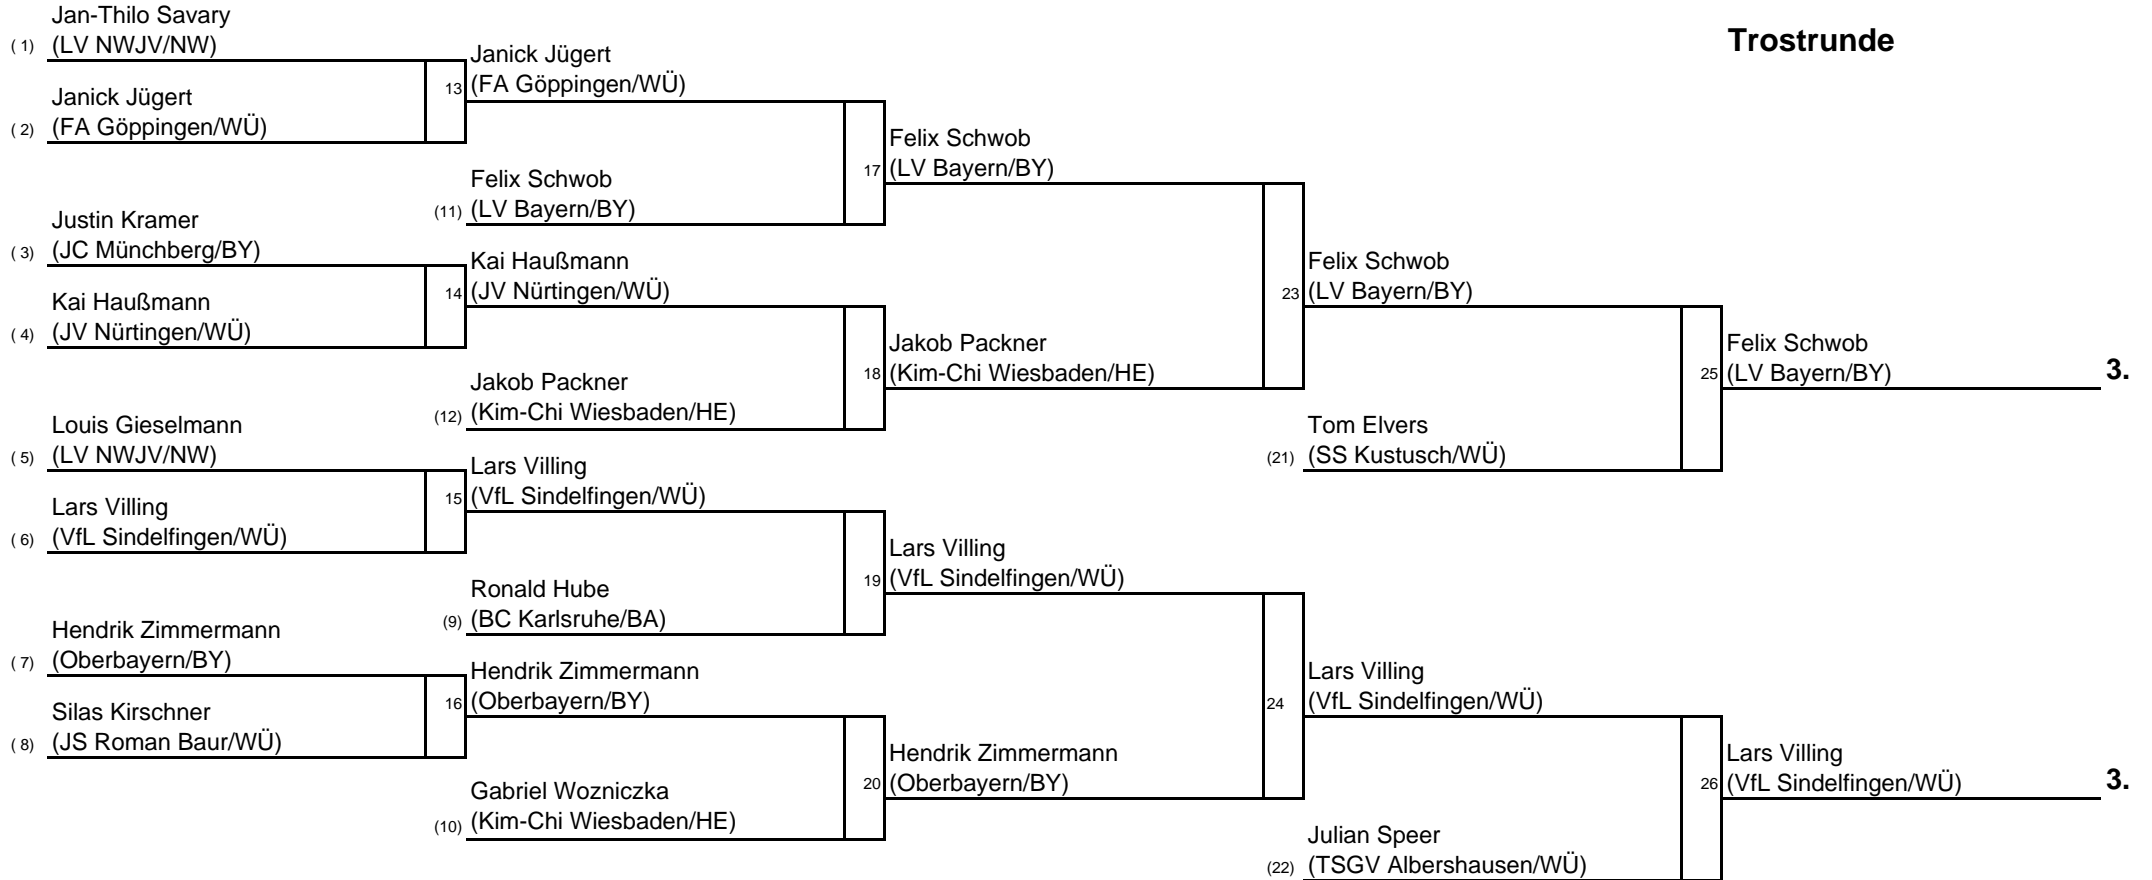 Trostrunde
Jan-Thilo Savary
( 1) (LV NWJV/NW)
Janick Jügert
( 2) (FA Göppingen/WÜ)
Justin Kramer
( 3) (JC Münchberg/BY)
Kai Haußmann
( 4) (JV Nürtingen/WÜ)
Louis Gieselmann
( 5) (LV NWJV/NW)
Lars Villing
( 6) (VfL Sindelfingen/WÜ)
Hendrik Zimmermann
( 7) (Oberbayern/BY)
Silas Kirschner
( 8) (JS Roman Baur/WÜ)
Janick Jügert
13 (FA Göppingen/WÜ)
Felix Schwob
(11) (LV Bayern/BY)
Kai Haußmann
14 (JV Nürtingen/WÜ)
Jakob Packner
(12) (Kim-Chi Wiesbaden/HE)
Lars Villing
15 (VfL Sindelfingen/WÜ)
Ronald Hube
(9) (BC Karlsruhe/BA)
Hendrik Zimmermann
16 (Oberbayern/BY)
Gabriel Wozniczka
(10) (Kim-Chi Wiesbaden/HE)
Felix Schwob
17 (LV Bayern/BY)
Jakob Packner
18 (Kim-Chi Wiesbaden/HE)
Lars Villing
19 (VfL Sindelfingen/WÜ)
Hendrik Zimmermann
20 (Oberbayern/BY)
Felix Schwob
23 (LV Bayern/BY)
Tom Elvers
(21) (SS Kustusch/WÜ)
Lars Villing
24 (VfL Sindelfingen/WÜ)
Julian Speer
(22) (TSGV Albershausen/WÜ)
Felix Schwob
25 (LV Bayern/BY) 3.
Lars Villing
26 (VfL Sindelfingen/WÜ) 3.